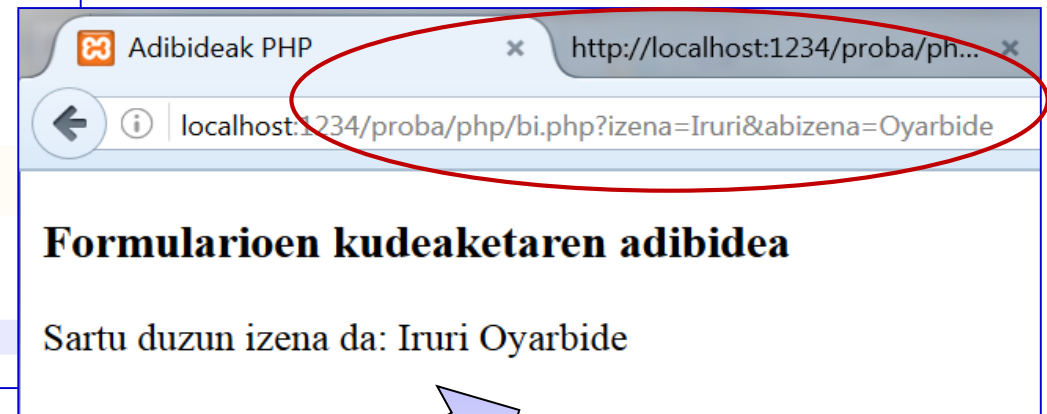 Adibideak PHP × http://localhost:1234/proba/ph... ×
localhost:1234/proba/php/bi.php?izena=Iruri&abizena=Oyarbide
Formularioen kudeaketaren adibidea
Sartu duzun izena da: Iruri Oyarbide